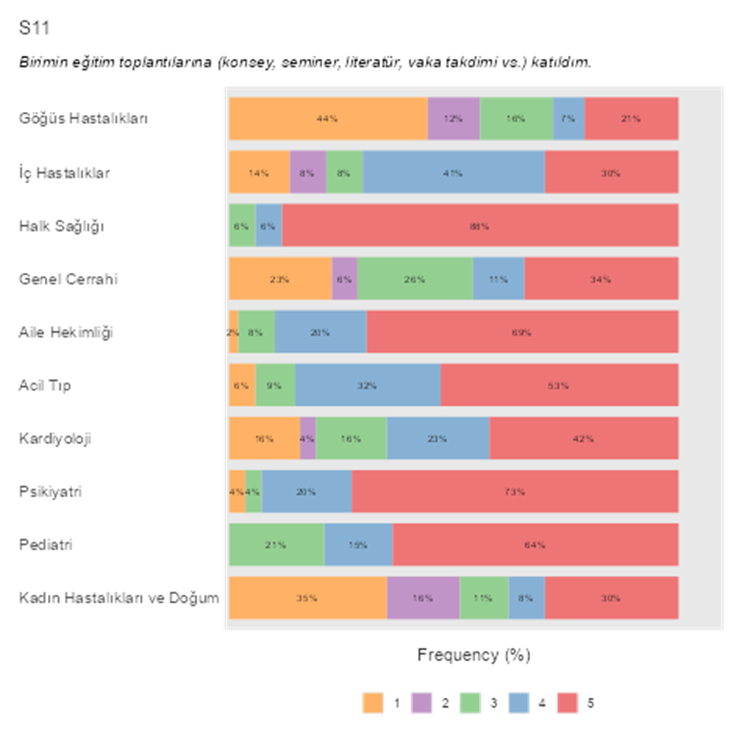 S11
Birimin eğitim toplantılarına (konsey, seminer, literatür, vaka takdimi vs.) katıldım.
Göğüs Hastalıkları 44% 12% 16% 7% 21%
İç Hastalıklar 14% 8% 8% 41% 30%
Halk Sağlığı 6% 6% 88%
Genel Cerrahi 23% 6% 26% 11% 34%
Aile Hekimliği 2% 8% 20% 69%
Acil Tıp 6% 9% 32% 53%
Kardiyoloji 16% 4% 16% 23% 42%
Psikiyatri 4% 4% 20% 73%
Pediatri 21% 15% 64%
Kadın Hastalıkları ve Doğum 35% 16% 11% 8% 30%
Frequency (%)
1 2 3 4 5